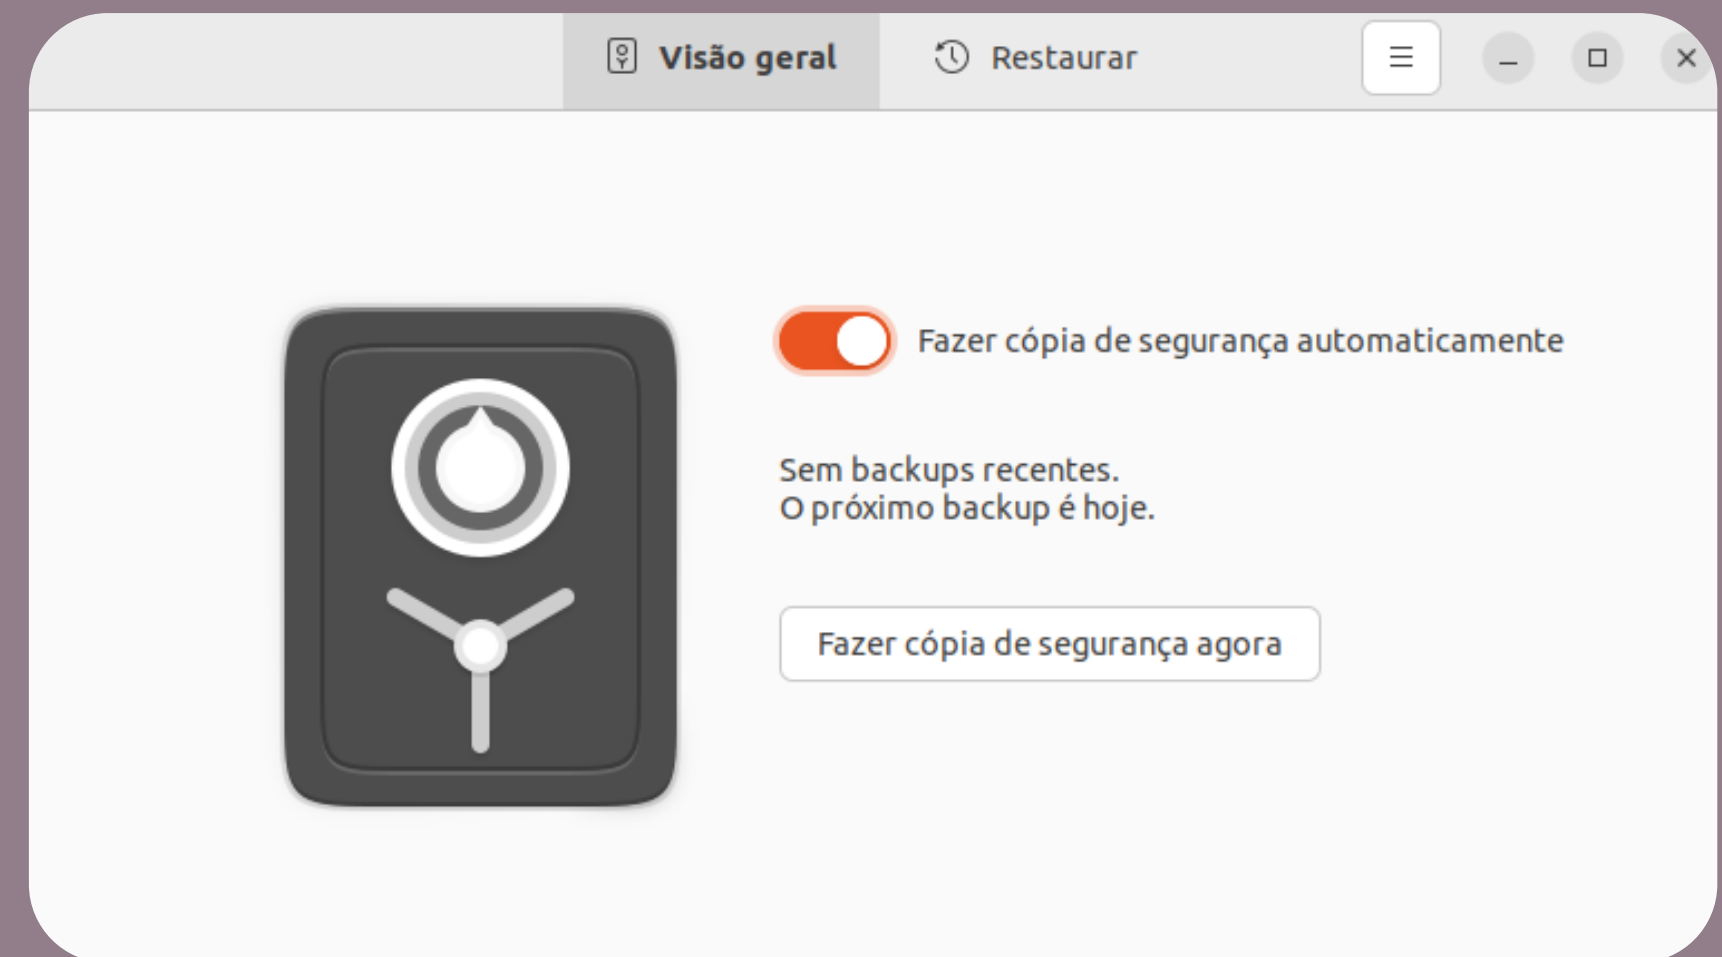 Visão geral
Restaurar
Fazer cópia de segurança automaticamente
Sem backups recentes.
O próximo backup é hoje.
Fazer cópia de segurança agora